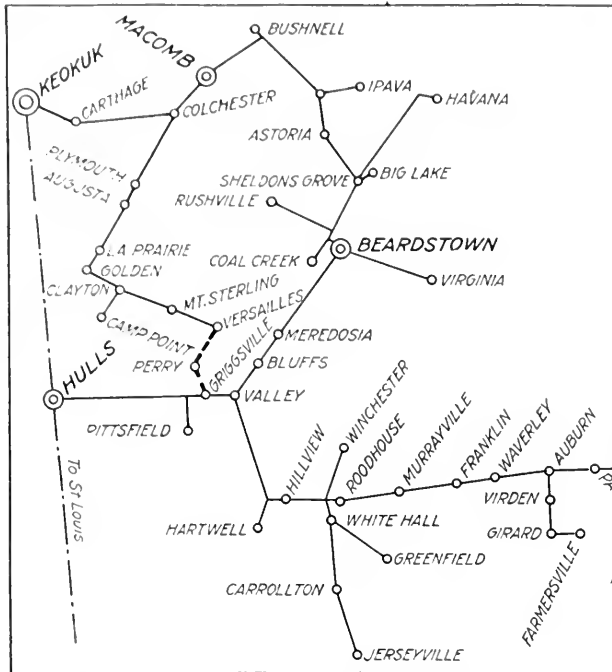 BUSHNELL
MACOMB
KEOKUK
IPAVA
HAVANA
CARTHAGE
COLCHESTER
ASTORIA
PLYMOUTH
AUGUSTA
SHELDONS GROVE
BIG LAKE
RUSHVILLE
BEARDSTOWN
LA PRAIRIE
GOLDEN
COAL CREEK
VIRGINIA
CLAYTON
MT. STERLING
VERSAILLES
CAMP POINT
MEREDOSIA
PERRY
GRIGGSVILLE
BLUFFS
HULLS
VALLEY
PITTSFIELD
WINCHESTER
HILLVIEW
ROODHOUSE
MURRAYVILLE
FRANKLIN
WAVERLEY
AUBURN
To St Louis
HARTWELL
WHITE HALL
VIRDEN
GREENFIELD
GIRARD
FARMERSVILLE
CARROLLTON
JERSEYVILLE